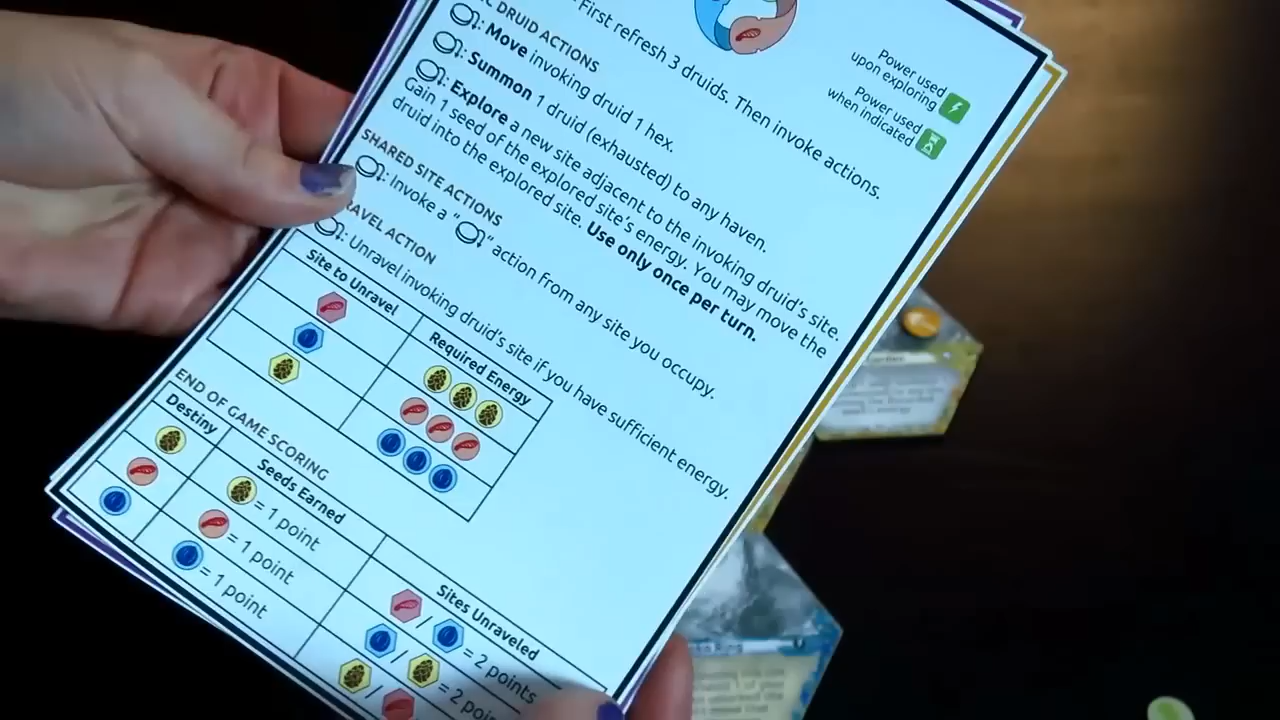 : First refresh 3 druids. Then invoke actions.
Power used
upon exploring
Power used
when indicated
DRUID ACTIONS
: Move invoking druid 1 hex.
: Summon 1 druid (exhausted) to any haven.
: Explore a new site adjacent to the invoking druid's site.
Gain 1 seed of the explored site's energy. You may move the
druid into the explored site. Use only once per turn.
SHARED SITE ACTIONS
: Invoke a " " action from any site you occupy.
RAVEL ACTION
: Unravel invoking druid's site if you have sufficient energy.
Site to Unravel
Required Energy
END OF GAME SCORING
Destiny
Seeds Earned
Sites Unraveled
= 1 point
/ = 2 points
= 1 point
/ = 2 po
= 1 point
/